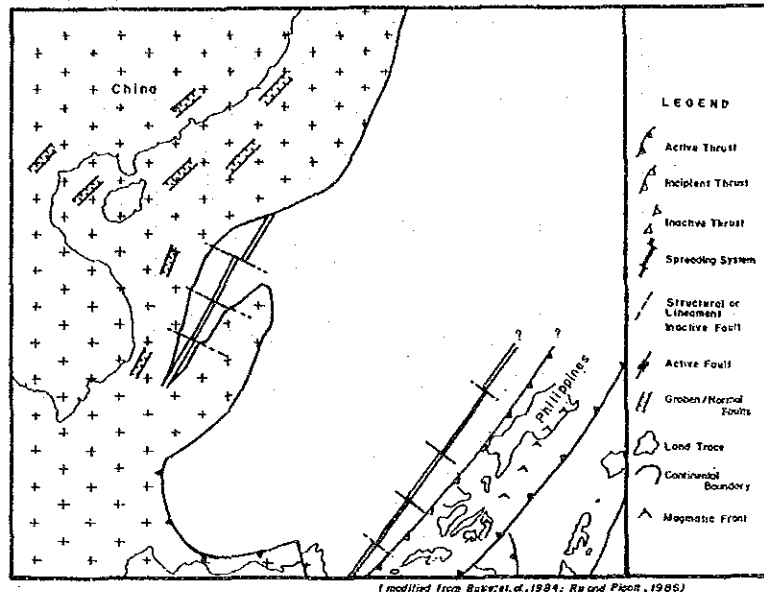 China
Philippines
?
?
LEGEND
Active Thrust
Incipient Thrust
Inactive Thrust
Spreading System
Structural or
Lineament
Inactive Fault
Active Fault
Graben/Normal
Faults
Land Trace
Continental
Boundary
Magmatic Front
(modified from et.al., 1984; Ru and Pigott, 1986)